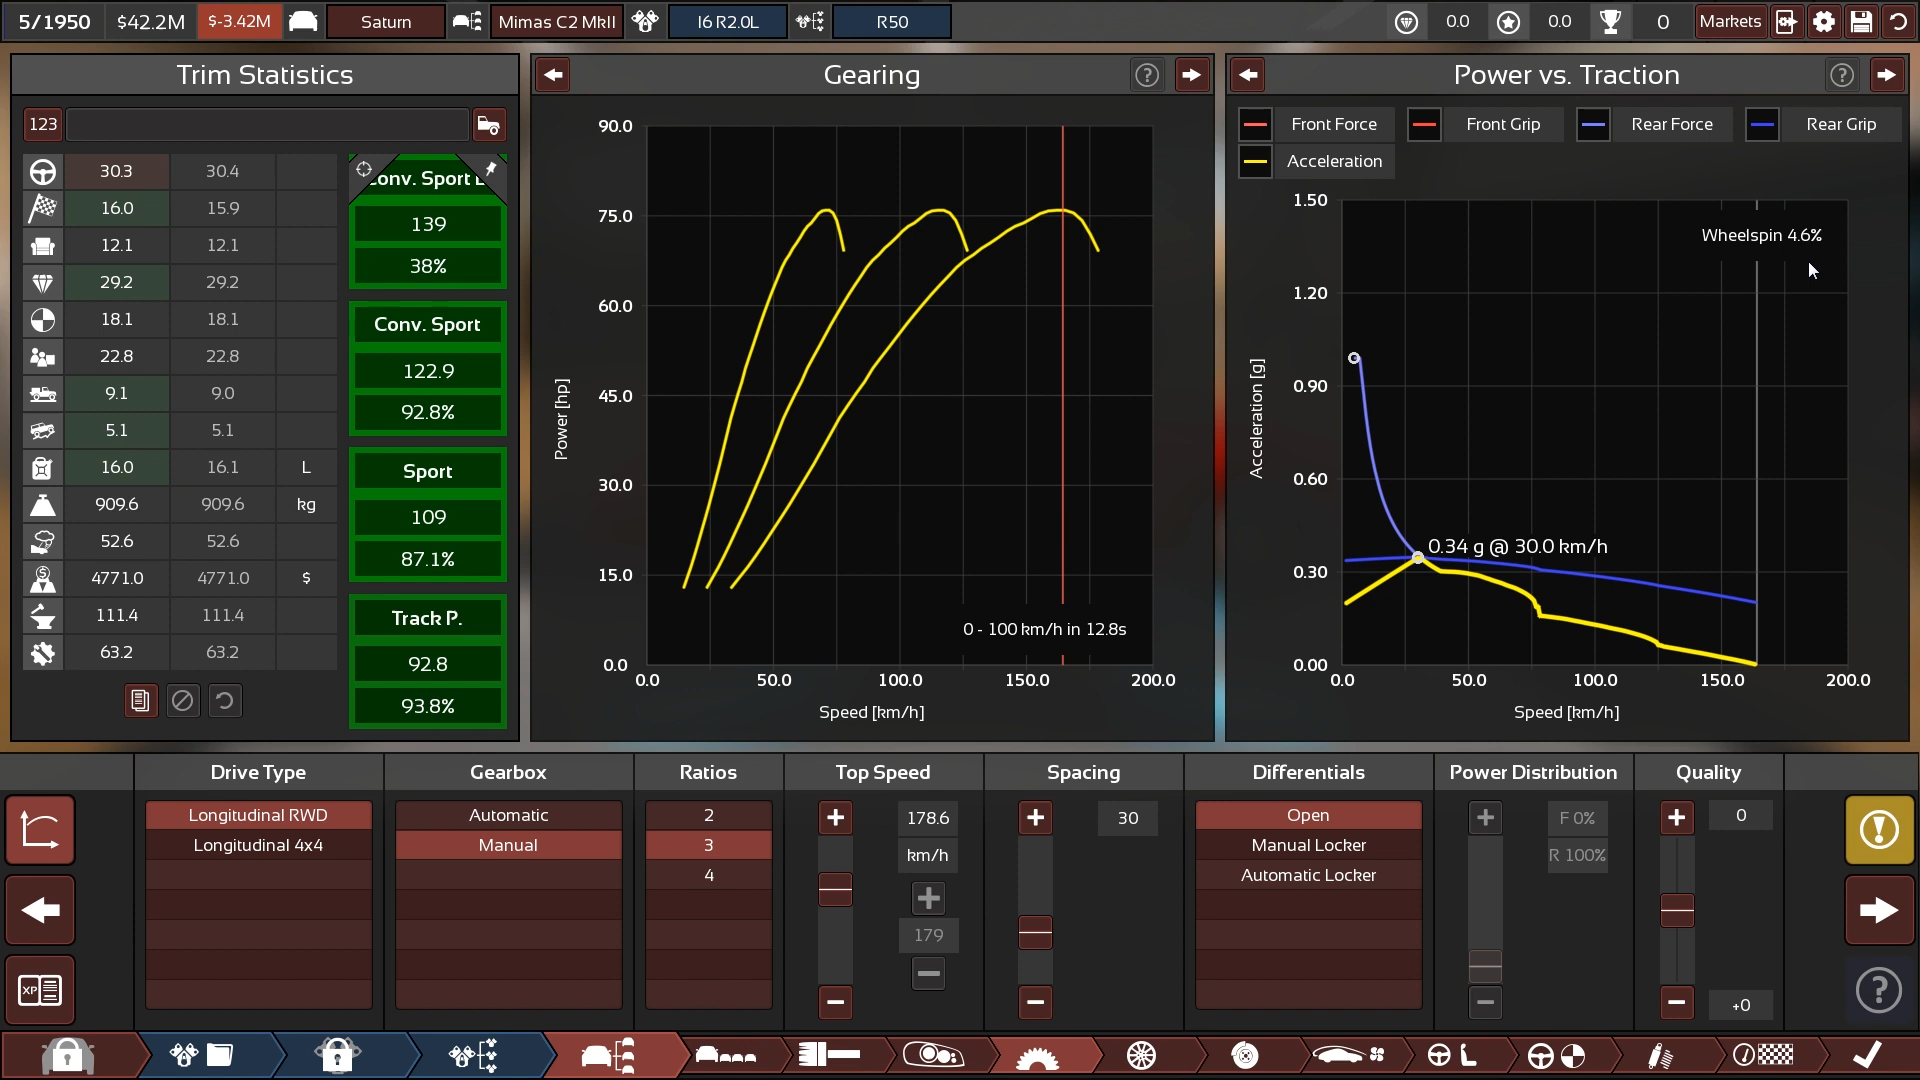 5/1950 $42.2M $-3.42M Saturn Mimas C2 MkII I6 R2.0L R50 0.0 0.0 0 Markets
Trim Statistics
123
30.3 30.4
16.0 15.9
12.1 12.1
29.2 29.2
18.1 18.1
22.8 22.8
9.1 9.0
5.1 5.1
16.0 16.1 L
909.6 909.6 kg
52.6 52.6
4771.0 4771.0 $
111.4 111.4
63.2 63.2
Conv. Sport
139
38%
Conv. Sport
122.9
92.8%
Sport
109
87.1%
Track P.
92.8
93.8%
Gearing
?
90.0
75.0
60.0
45.0
30.0
15.0
0.0
Power [hp]
0 - 100 km/h in 12.8s
0.0 50.0 100.0 150.0 200.0
Speed [km/h]
Power vs. Traction
?
Front Force Front Grip Rear Force Rear Grip
Acceleration
1.50
1.20
0.90
0.60
0.30
0.00
Acceleration [g]
Wheelspin 4.6%
0.34 g @ 30.0 km/h
0.0 50.0 100.0 150.0 200.0
Speed [km/h]
Drive Type
Longitudinal RWD
Longitudinal 4x4
Gearbox
Automatic
Manual
Ratios
2
3
4
Top Speed
178.6
km/h
179
Spacing
30
Differentials
Open
Manual Locker
Automatic Locker
Power Distribution
F 0%
R 100%
Quality
0
+0
XP
?